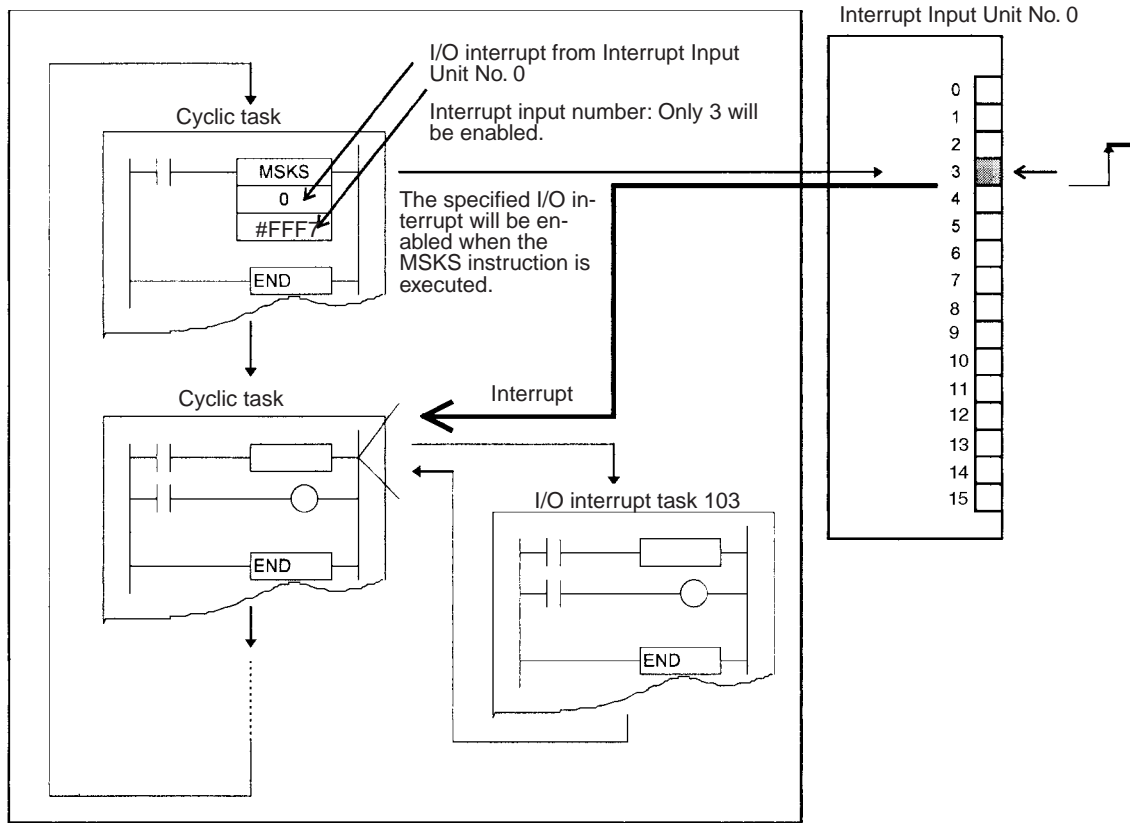 Interrupt Input Unit No. 0
I/O interrupt from Interrupt Input
Unit No. 0
Interrupt input number: Only 3 will
be enabled.
Cyclic task
MSKS
0
#FFF7
END
The specified I/O in-
terrupt will be en-
abled when the
MSKS instruction is
executed.
Interrupt
Cyclic task
END
I/O interrupt task 103
END
0
1
2
3
4
5
6
7
8
9
10
11
12
13
14
15